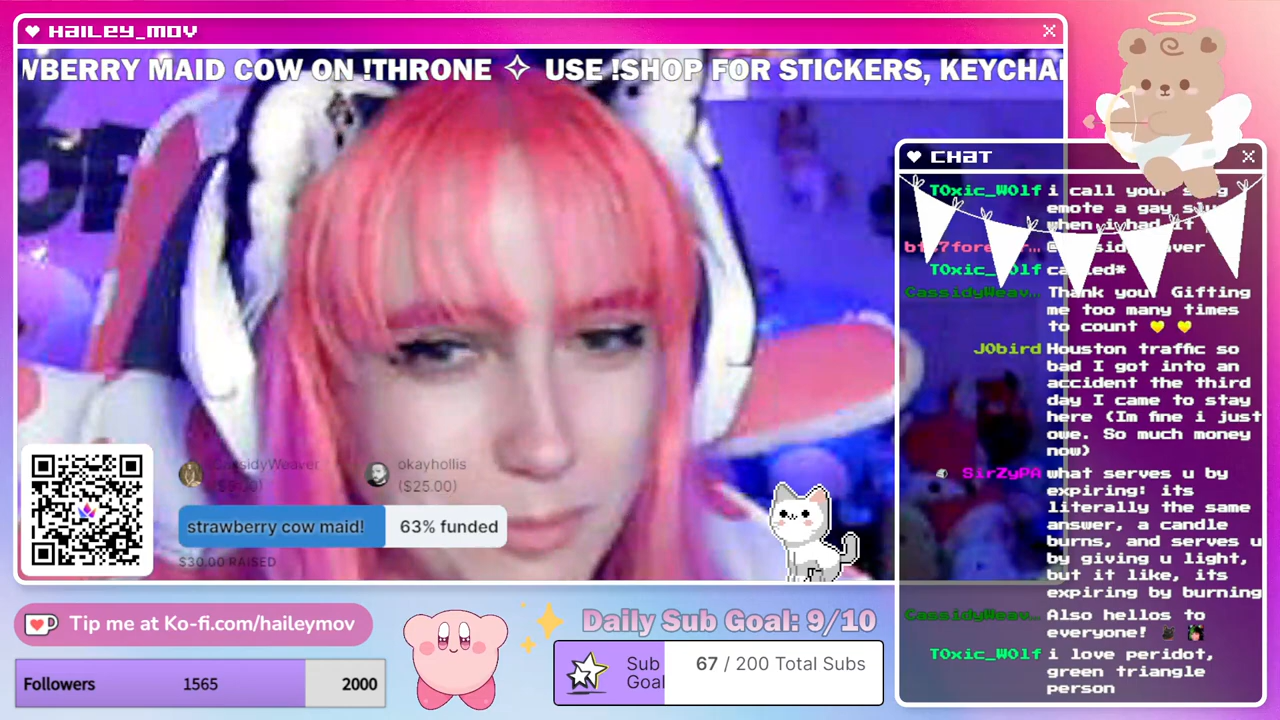 HAILEY_MOV
WBERRY MAID COW ON !THRONE ✧ USE !SHOP FOR STICKERS, KEYCHAI
CassidyWeaver
okayhollis
($25.00)
strawberry cow maid! 63% funded
$30.00 RAISED
Tip me at Ko-fi.com/haileymov
Followers 1565 2000
Daily Sub Goal: 9/10
Sub Goal
67 / 200 Total Subs
CHAT
T0xic_W0lf i call your
emote a gay
when i had it
T0xic_W0lf called*
CassidyWeav… Thank you! Gifting
me too many times
to count 💛 💛
J0bird Houston traffic so
bad I got into an
accident the third
day I came to stay
here (Im fine i just
owe. So much money
now)
SirZyPA what serves u by
expiring: its
literally the same
answer, a candle
burns, and serves u
by giving u light,
but it like, its
expiring by burning
CassidyWeav… Also hellos to
everyone!
T0xic_W0lf i love peridot,
green triangle
person